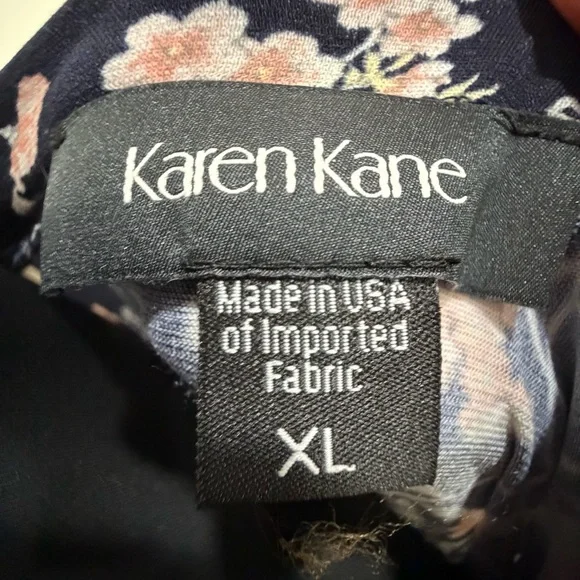 Karen Kane
Made in USA
of Imported
Fabric
XL